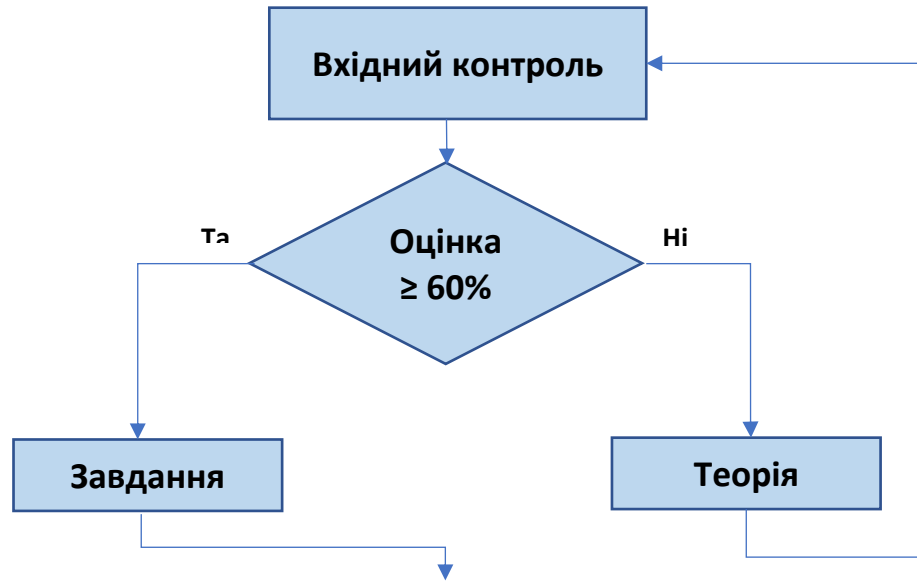 Вхідний контроль
Та
Оцінка
≥ 60%
Ні
Завдання
Теорія